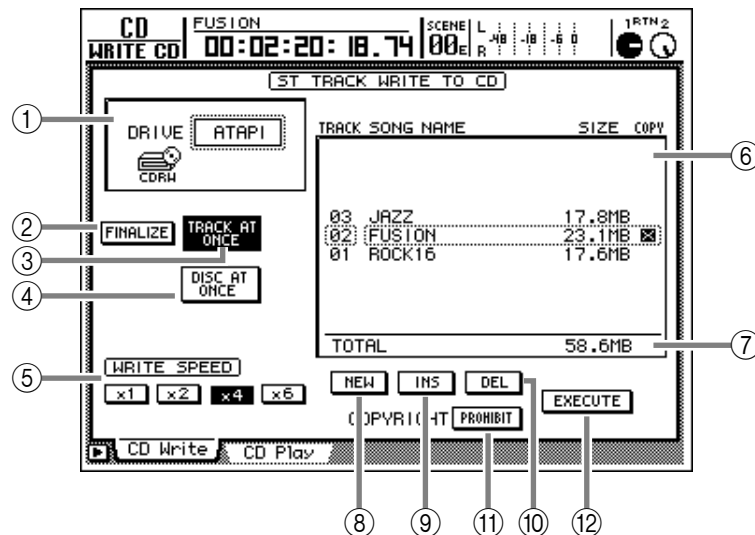 CD FUSION SCENE L 1RTN2
WRITE CD 00:02:20:18.74 00E R -48 -18 -6 0
ST TRACK WRITE TO CD
① DRIVE ATAPI TRACK SONG NAME SIZE COPY
CDRW ⑥
② FINALIZE TRACK AT ONCE 03 JAZZ 17.8MB
③ 02 FUSION 23.1MB
④ DISC AT ONCE 01 ROCK16 17.6MB
TOTAL 58.6MB ⑦
⑤ WRITE SPEED
x1 x2 x4 x6 NEW INS DEL EXECUTE
COPYRIGHT PROHIBIT
CD Write CD Play
⑧ ⑨ ⑪ ⑩ ⑫